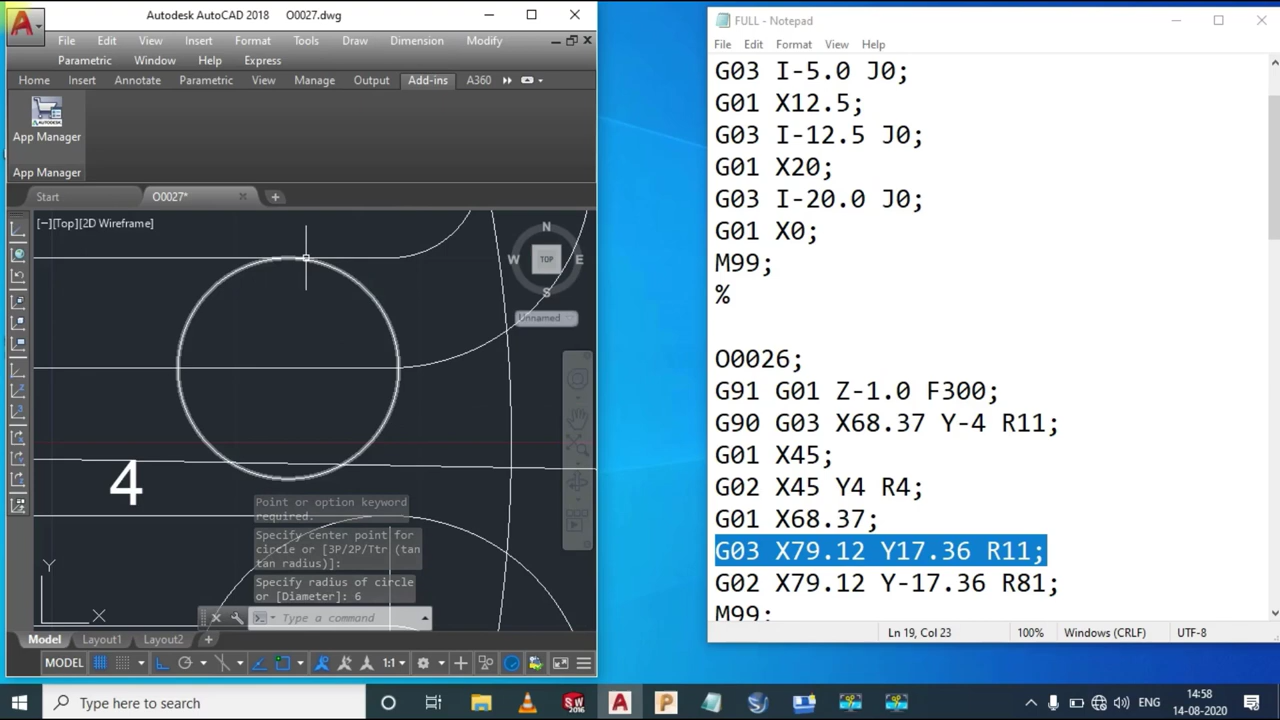 Autodesk AutoCAD 2018 O0027.dwg
File Edit View Insert Format Tools Draw Dimension Modify
Parametric Window Help Express
Home Insert Annotate Parametric View Manage Output Add-ins A360
App Manager
App Manager
Start O0027*
[−][Top][2D Wireframe]
N
W TOP E
S
Unnamed
4
Point or option keyword
required.
Specify center point for
circle or [3P/2P/Ttr (tan
tan radius)]:
Specify radius of circle
or [Diameter]: 6
Type a command
Y
X
Model Layout1 Layout2 +
MODEL 1:1
FULL - Notepad
File Edit Format View Help
G03 I-5.0 J0;
G01 X12.5;
G03 I-12.5 J0;
G01 X20;
G03 I-20.0 J0;
G01 X0;
M99;
%
O0026;
G91 G01 Z-1.0 F300;
G90 G03 X68.37 Y-4 R11;
G01 X45;
G02 X45 Y4 R4;
G01 X68.37;
G03 X79.12 Y17.36 R11;
G02 X79.12 Y-17.36 R81;
M99;
Ln 19, Col 23 100% Windows (CRLF) UTF-8
Type here to search
ENG
14:58
14-08-2020